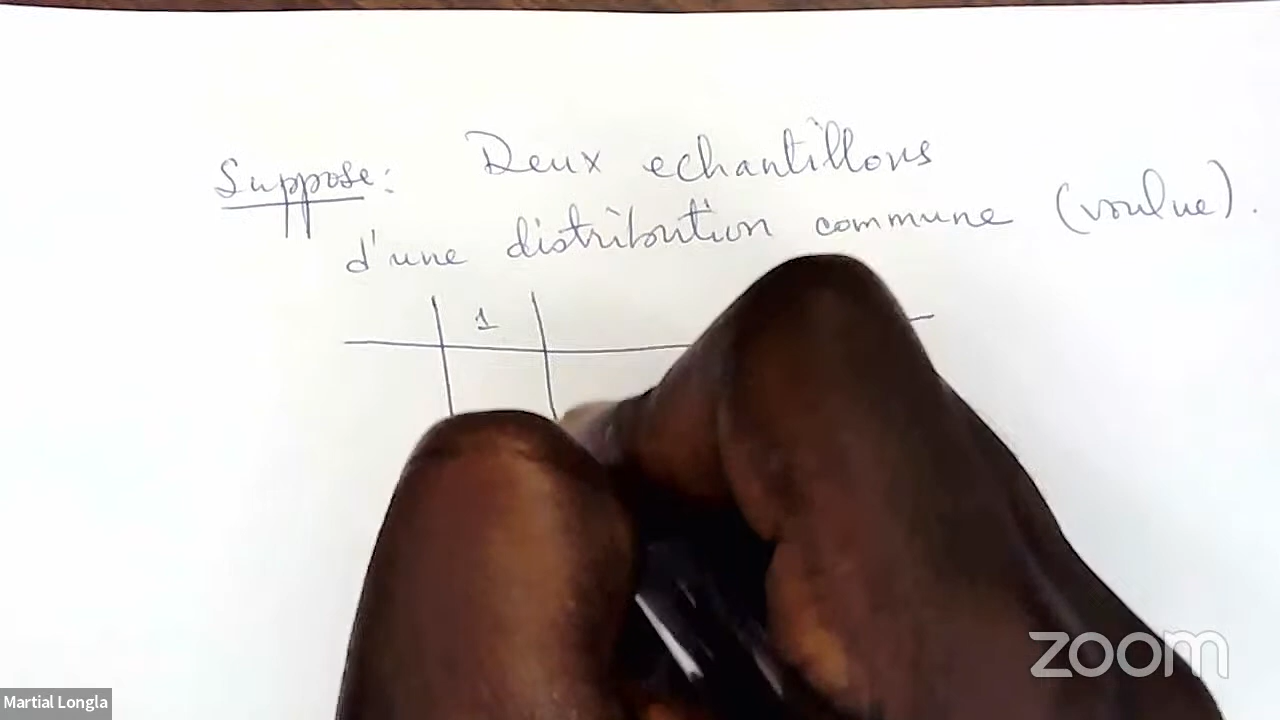 Suppose: Deux echantillons
d'une distribution commune (voulue).
1
zoom
Martial Longla